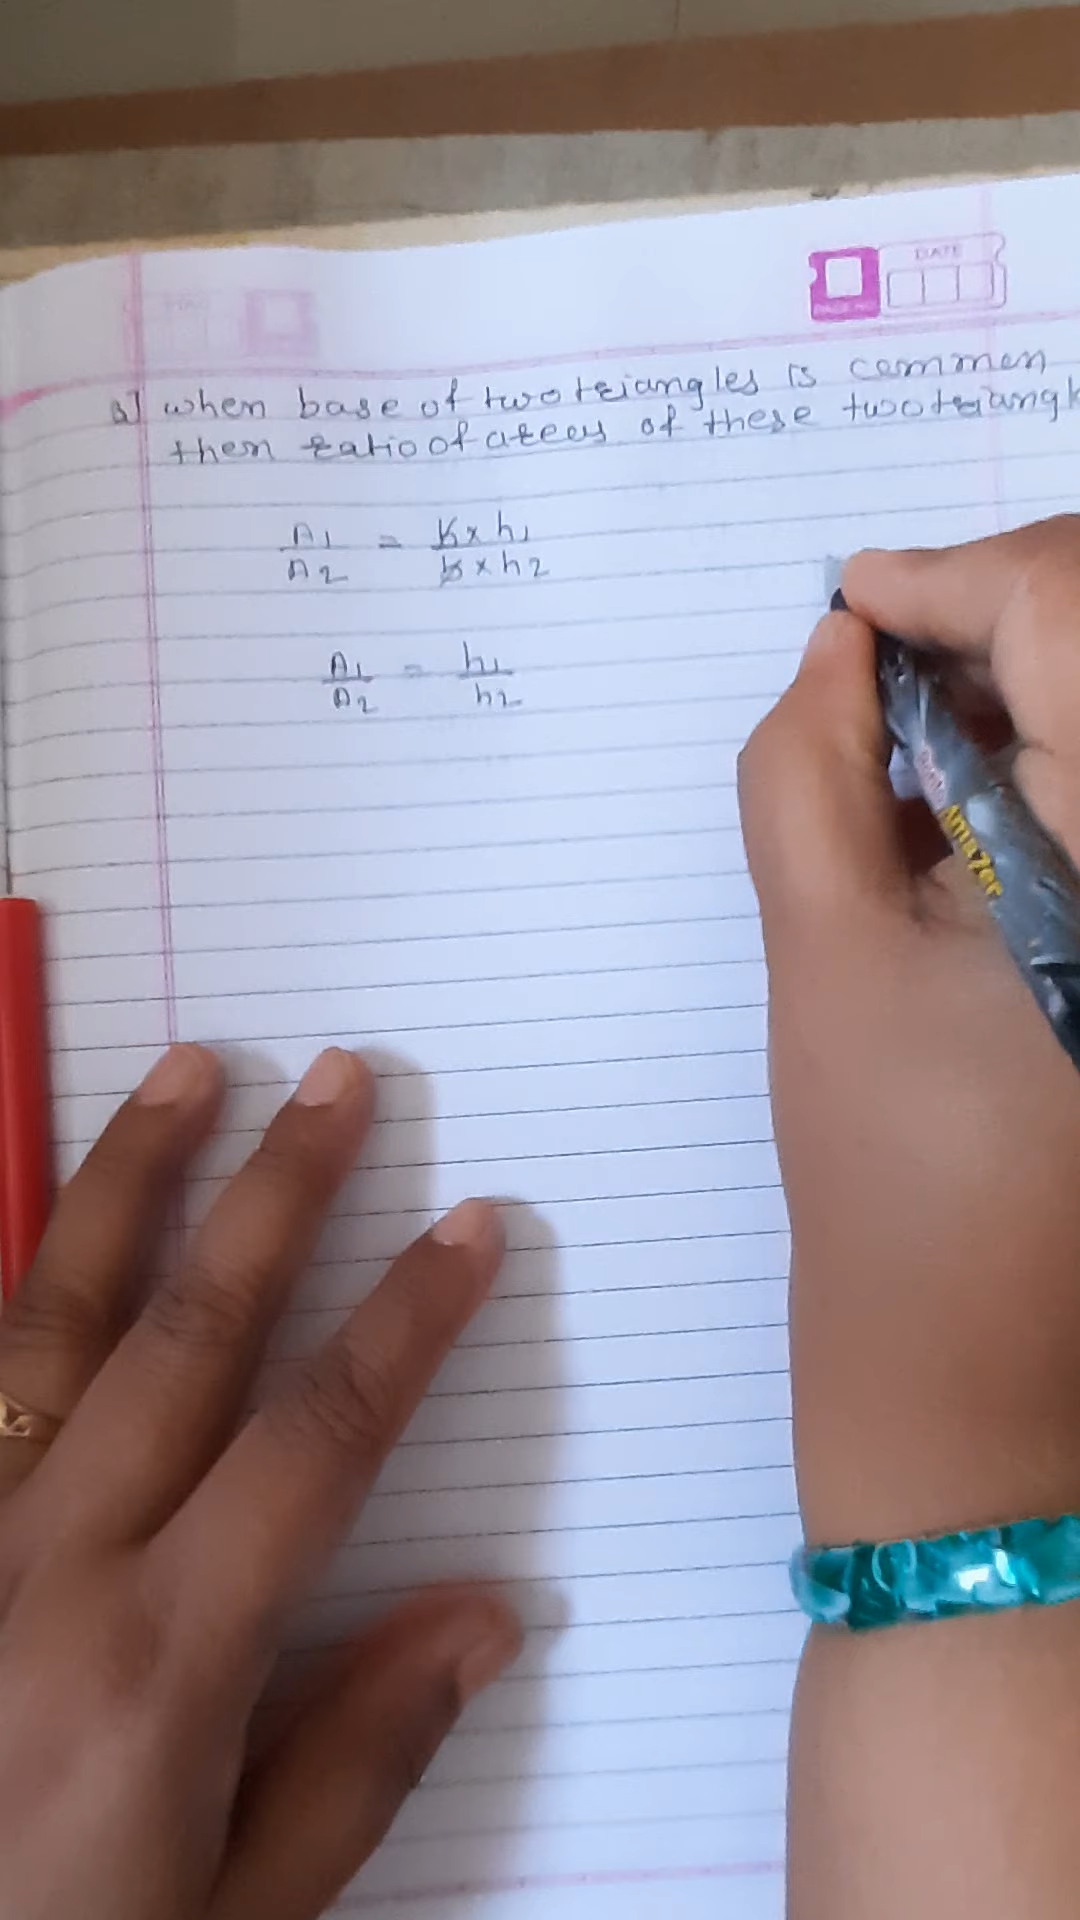 DATE
3] when base of two triangles is common
then ratio of areas of these two triangl
A1 = b x h1
A2 b x h2
A1 = h1
A2 h2
Amazer